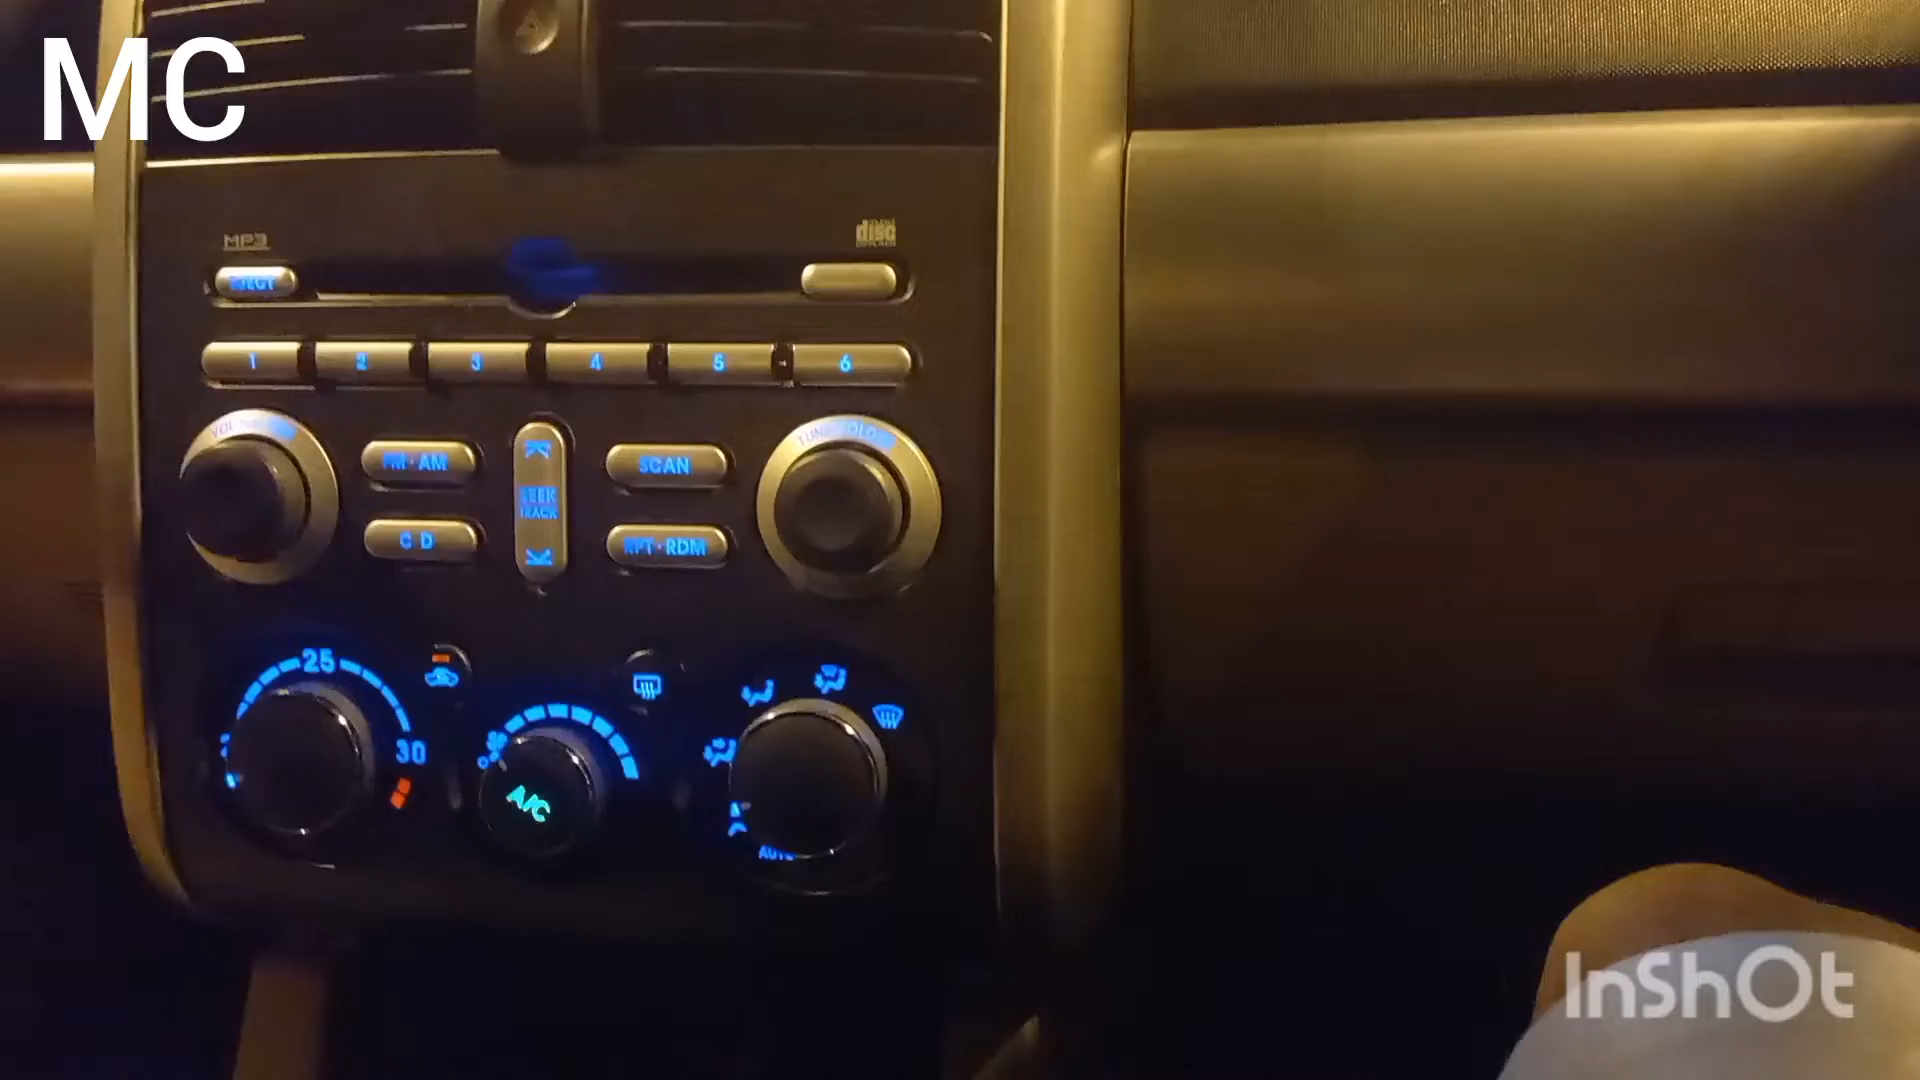 MC
MP3
disc
EJECT
1 2 3 4 5 6
FM·AM
SCAN
SEEK
TRACK
CD
RPT·RDM
25
30
A/C
AUTO
InShOt